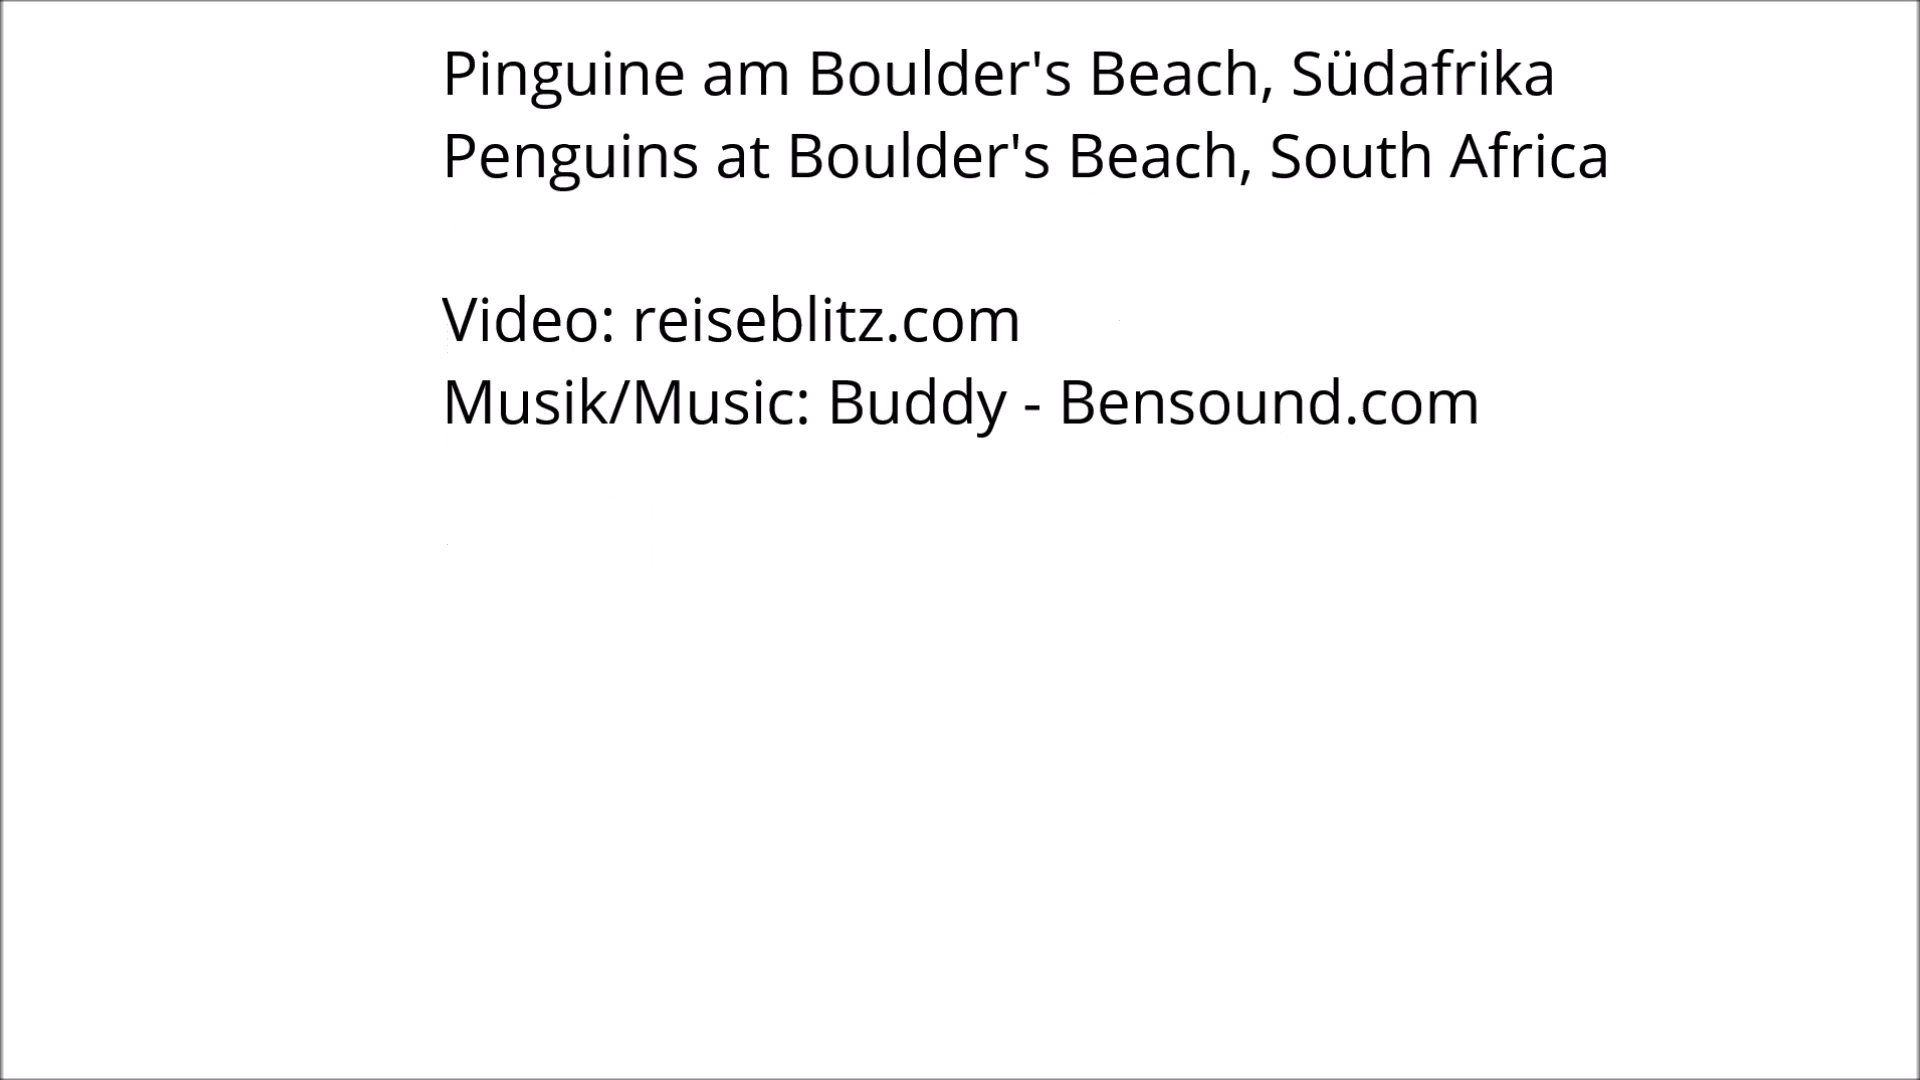 Pinguine am Boulder's Beach, Südafrika
Penguins at Boulder's Beach, South Africa
Video: reiseblitz.com
Musik/Music: Buddy - Bensound.com